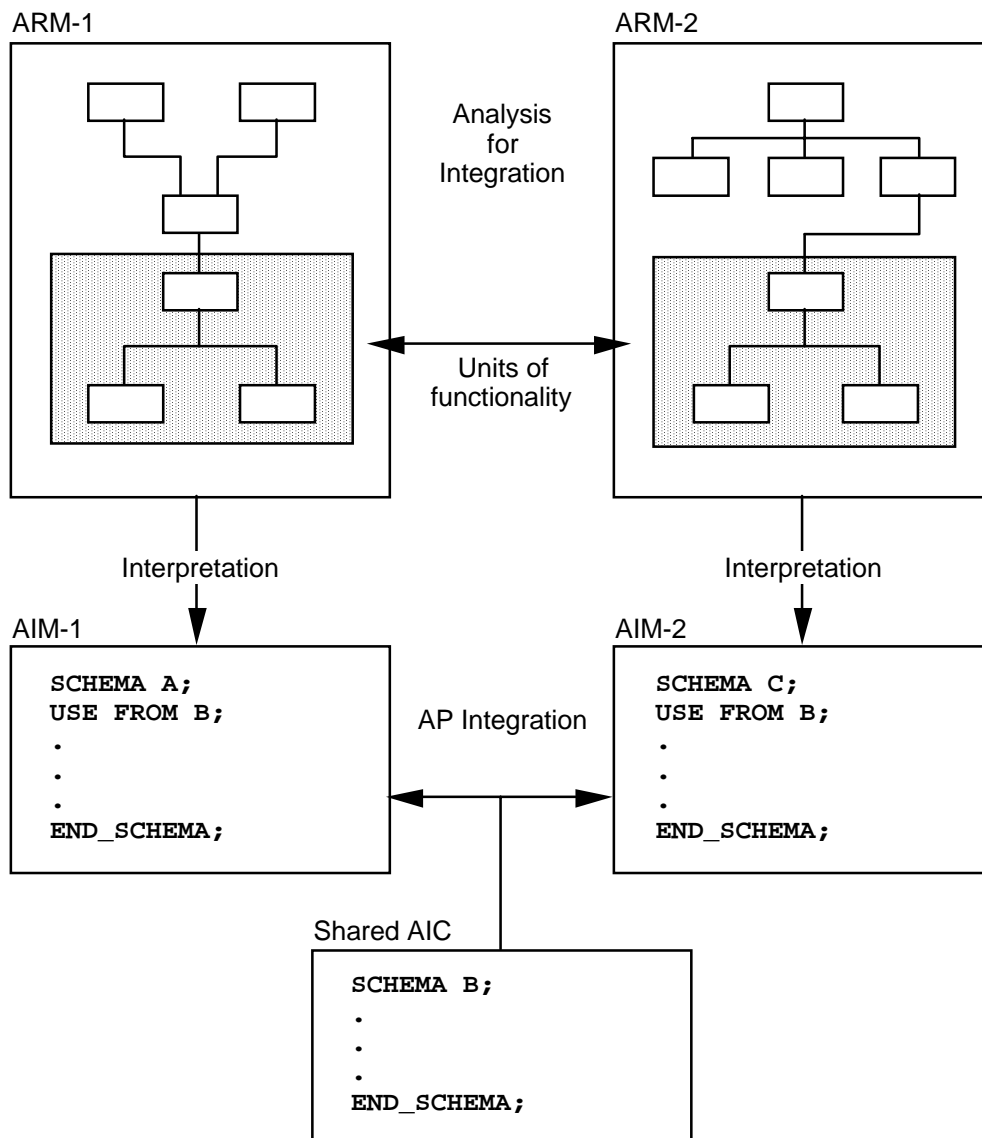 ARM-1
ARM-2
Analysis
for
Integration
Units of
functionality
Interpretation
Interpretation
AIM-1
AIM-2
SCHEMA A;
USE FROM B;
.
.
.
END_SCHEMA;
AP Integration
SCHEMA C;
USE FROM B;
.
.
.
END_SCHEMA;
Shared AIC
SCHEMA B;
.
.
.
END_SCHEMA;